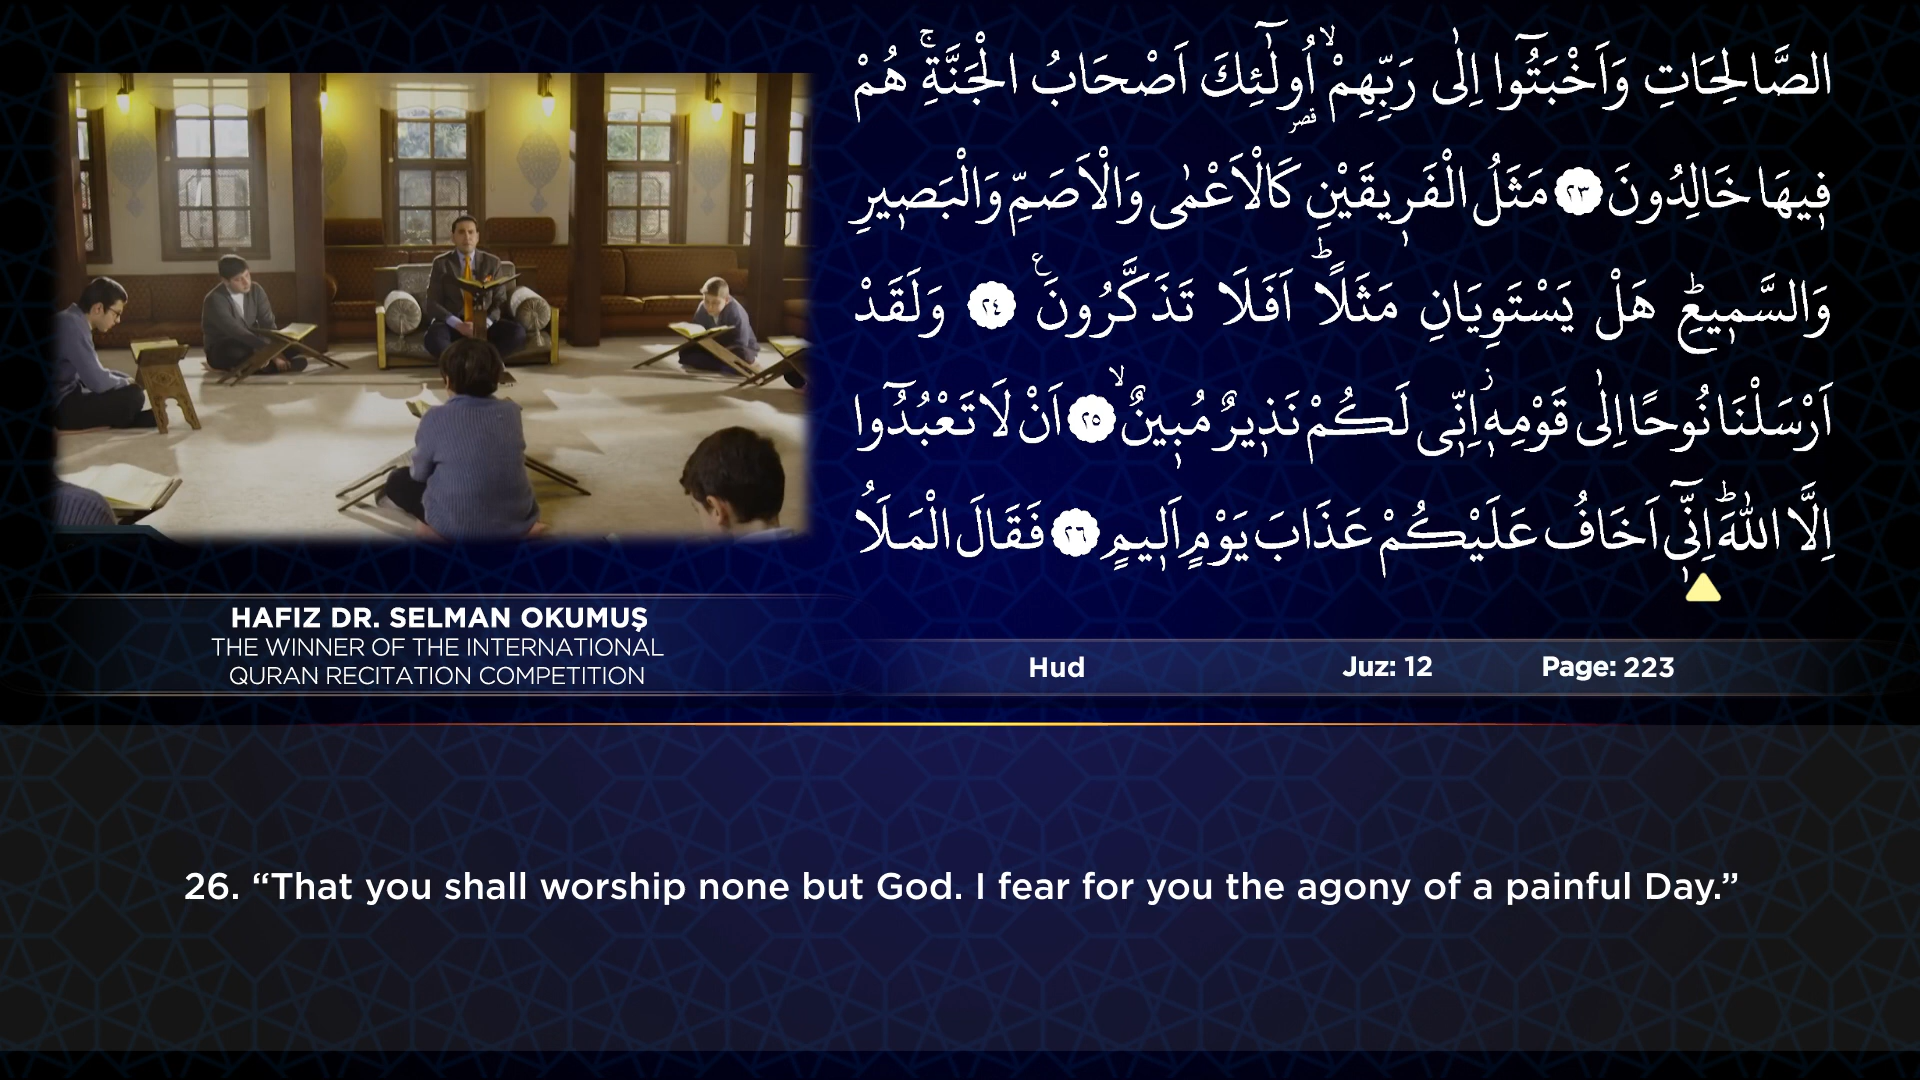 الصَّالِحَاتِ وَاَخْبَتُٓوا اِلٰى رَبِّهِمْۙ اُو۬لٰٓئِكَ اَصْحَابُ الْجَنَّةِۚ هُمْ
ف۪يهَا خَالِدُونَ ﴿٢٣﴾ مَثَلُ الْفَر۪يقَيْنِ كَالْاَعْمٰى وَالْاَصَمِّ وَالْبَص۪يرِ
وَالسَّم۪يعِۜ هَلْ يَسْتَوِيَانِ مَثَلًاۜ اَفَلَا تَذَكَّرُونَ۟ ﴿٢٤﴾ وَلَقَدْ
اَرْسَلْنَا نُوحًا اِلٰى قَوْمِه۪ۘ اِنّ۪ى لَكُمْ نَذ۪يرٌ مُب۪ينٌۙ ﴿٢٥﴾ اَنْ لَا تَعْبُدُٓوا
اِلَّا اللّٰهَۜ اِنّ۪ٓى اَخَافُ عَلَيْكُمْ عَذَابَ يَوْمٍ اَل۪يمٍ ﴿٢٦﴾ فَقَالَ الْمَلَاُ
HAFIZ DR. SELMAN OKUMUŞ
THE WINNER OF THE INTERNATIONAL
QURAN RECITATION COMPETITION
Hud Juz: 12 Page: 223
26. “That you shall worship none but God. I fear for you the agony of a painful Day.”